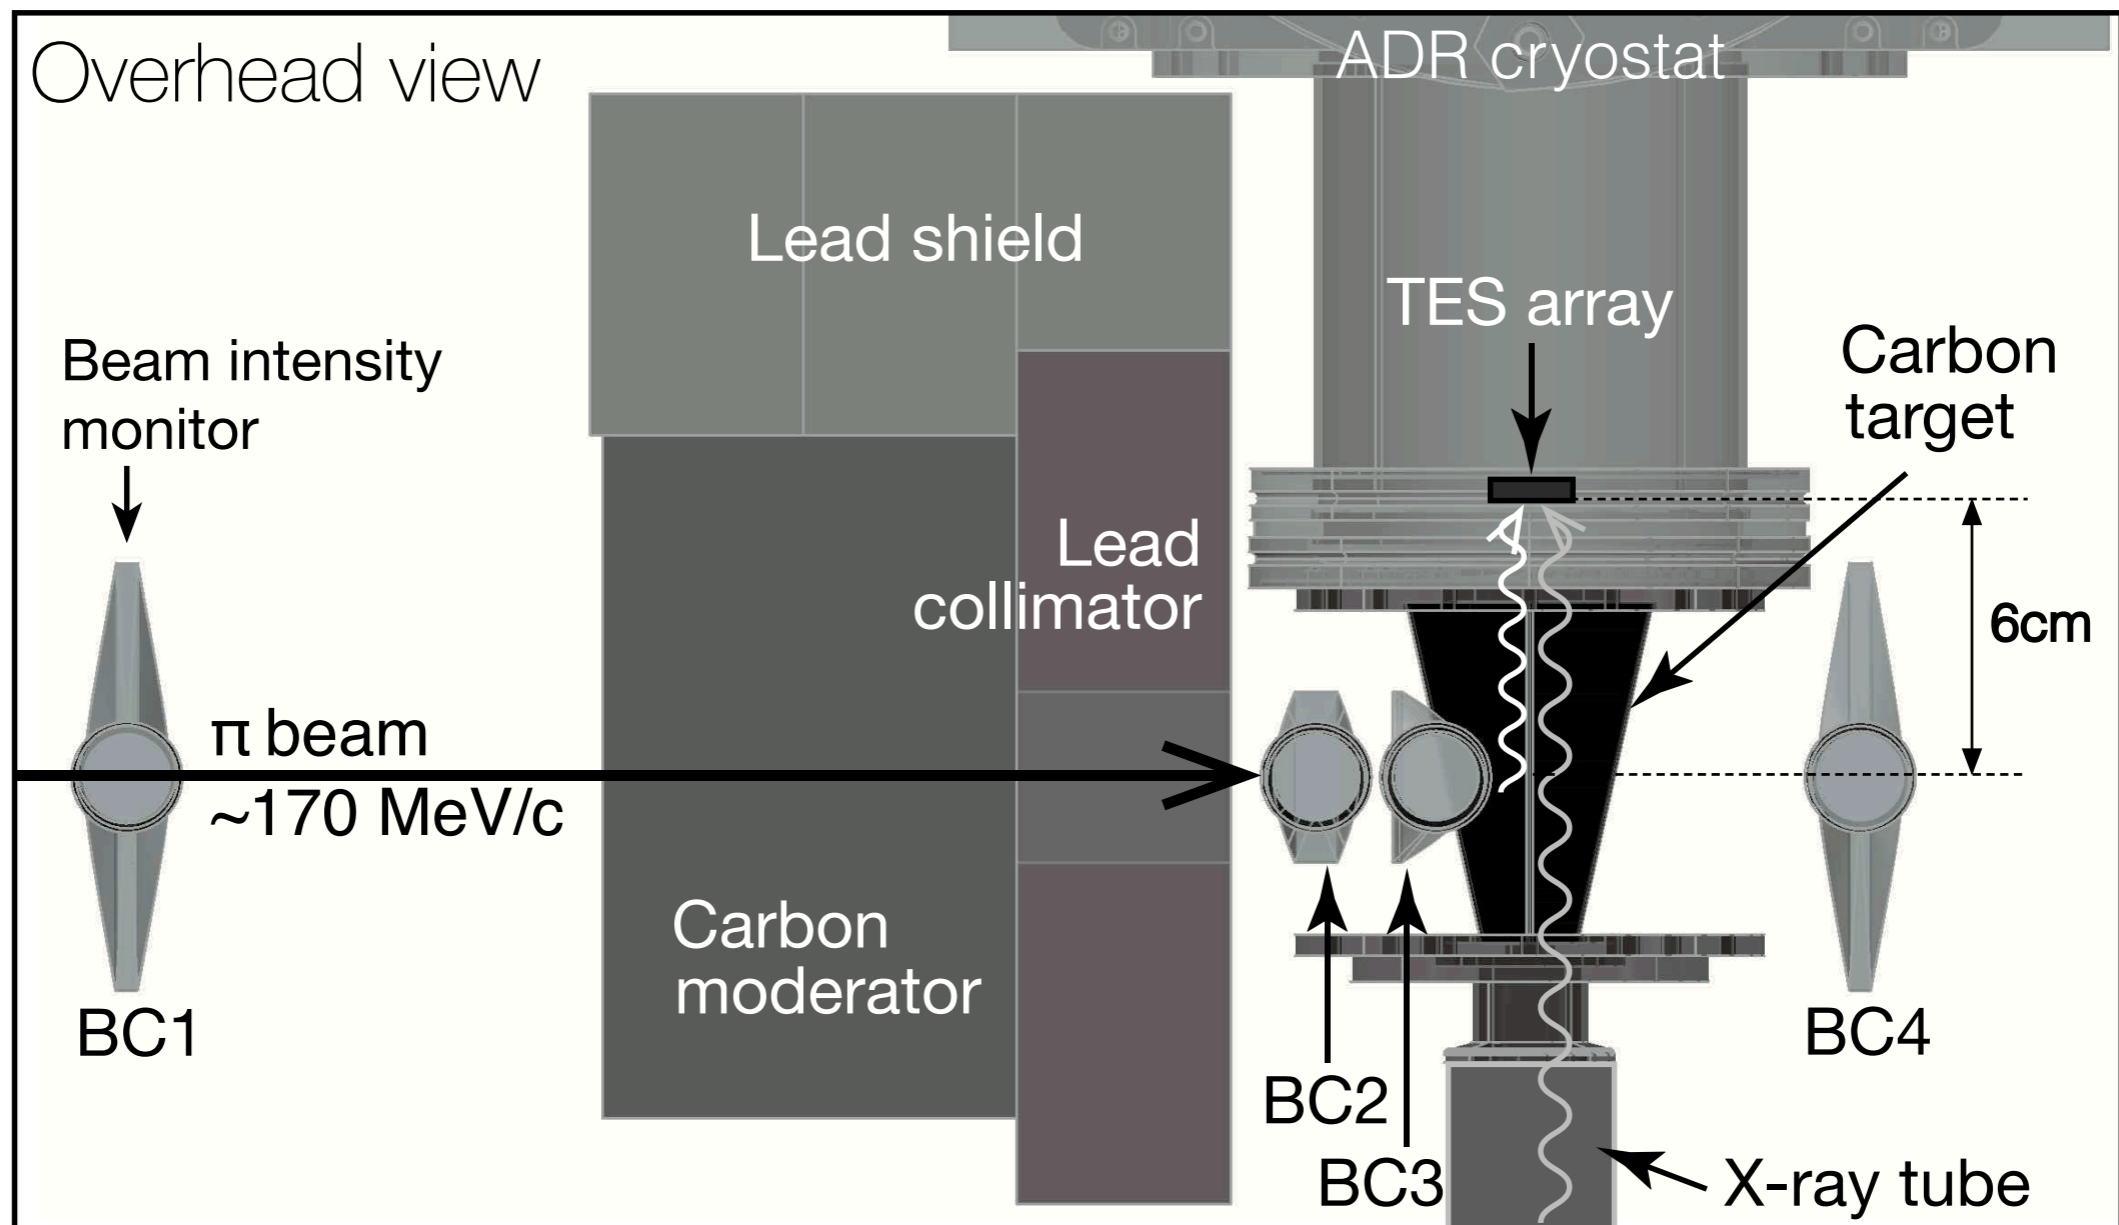 Overhead view
ADR cryostat
Lead shield
TES array
Carbon
target
Beam intensity
monitor
Lead
collimator
6cm
π beam
~170 MeV/c
Carbon
moderator
BC1
BC4
BC2
BC3
X-ray tube